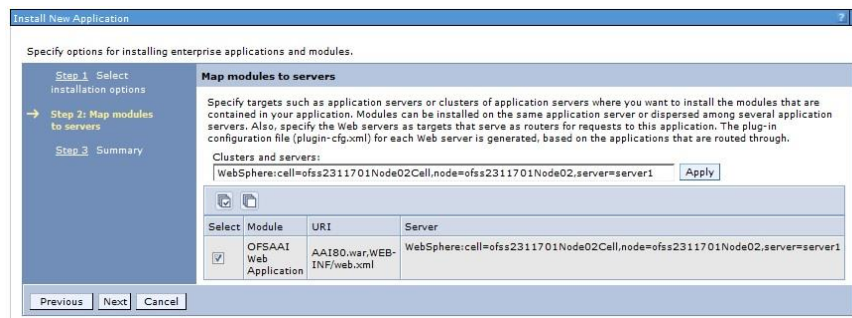 Install New Application
?
Specify options for installing enterprise applications and modules.
Step 1 Select
installation options
→ Step 2: Map modules
to servers
Step 3 Summary
Map modules to servers
Specify targets such as application servers or clusters of application servers where you want to install the modules that are
contained in your application. Modules can be installed on the same application server or dispersed among several application
servers. Also, specify the Web servers as targets that serve as routers for requests to this application. The plug-in
configuration file (plugin-cfg.xml) for each Web server is generated, based on the applications that are routed through.
Clusters and servers:
WebSphere:cell=ofss2311701Node02Cell,node=ofss2311701Node02,server=server1
Apply
Select Module URI Server
OFSAAI
Web
Application
AAI80.war,WEB-
INF/web.xml
WebSphere:cell=ofss2311701Node02Cell,node=ofss2311701Node02,server=server1
Previous Next Cancel